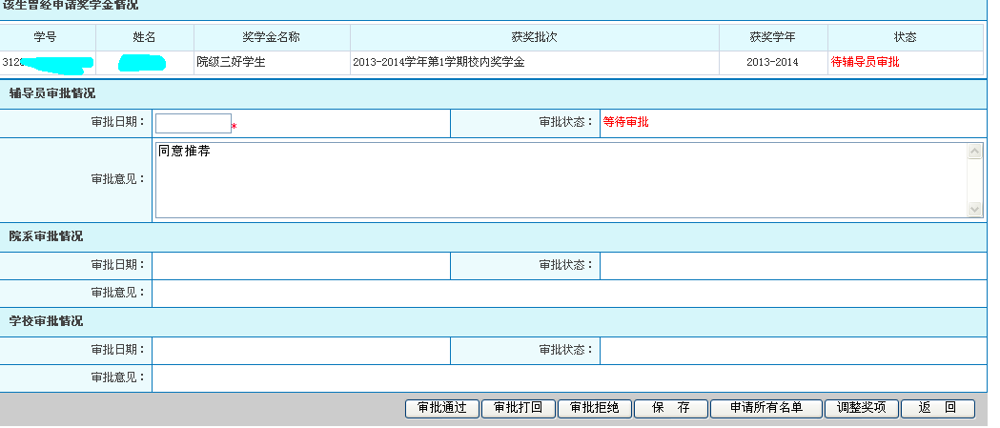 该生曾经申请奖学金情况
学号 姓名 奖学金名称 获奖批次 获奖学年 状态
312 院级三好学生 2013-2014学年第1学期校内奖学金 2013-2014 待辅导员审批
辅导员审批情况
审批日期： * 审批状态： 等待审批
审批意见： 同意推荐
院系审批情况
审批日期： 审批状态：
审批意见：
学校审批情况
审批日期： 审批状态：
审批意见：
审批通过 审批打回 审批拒绝 保 存 申请所有名单 调整奖项 返 回